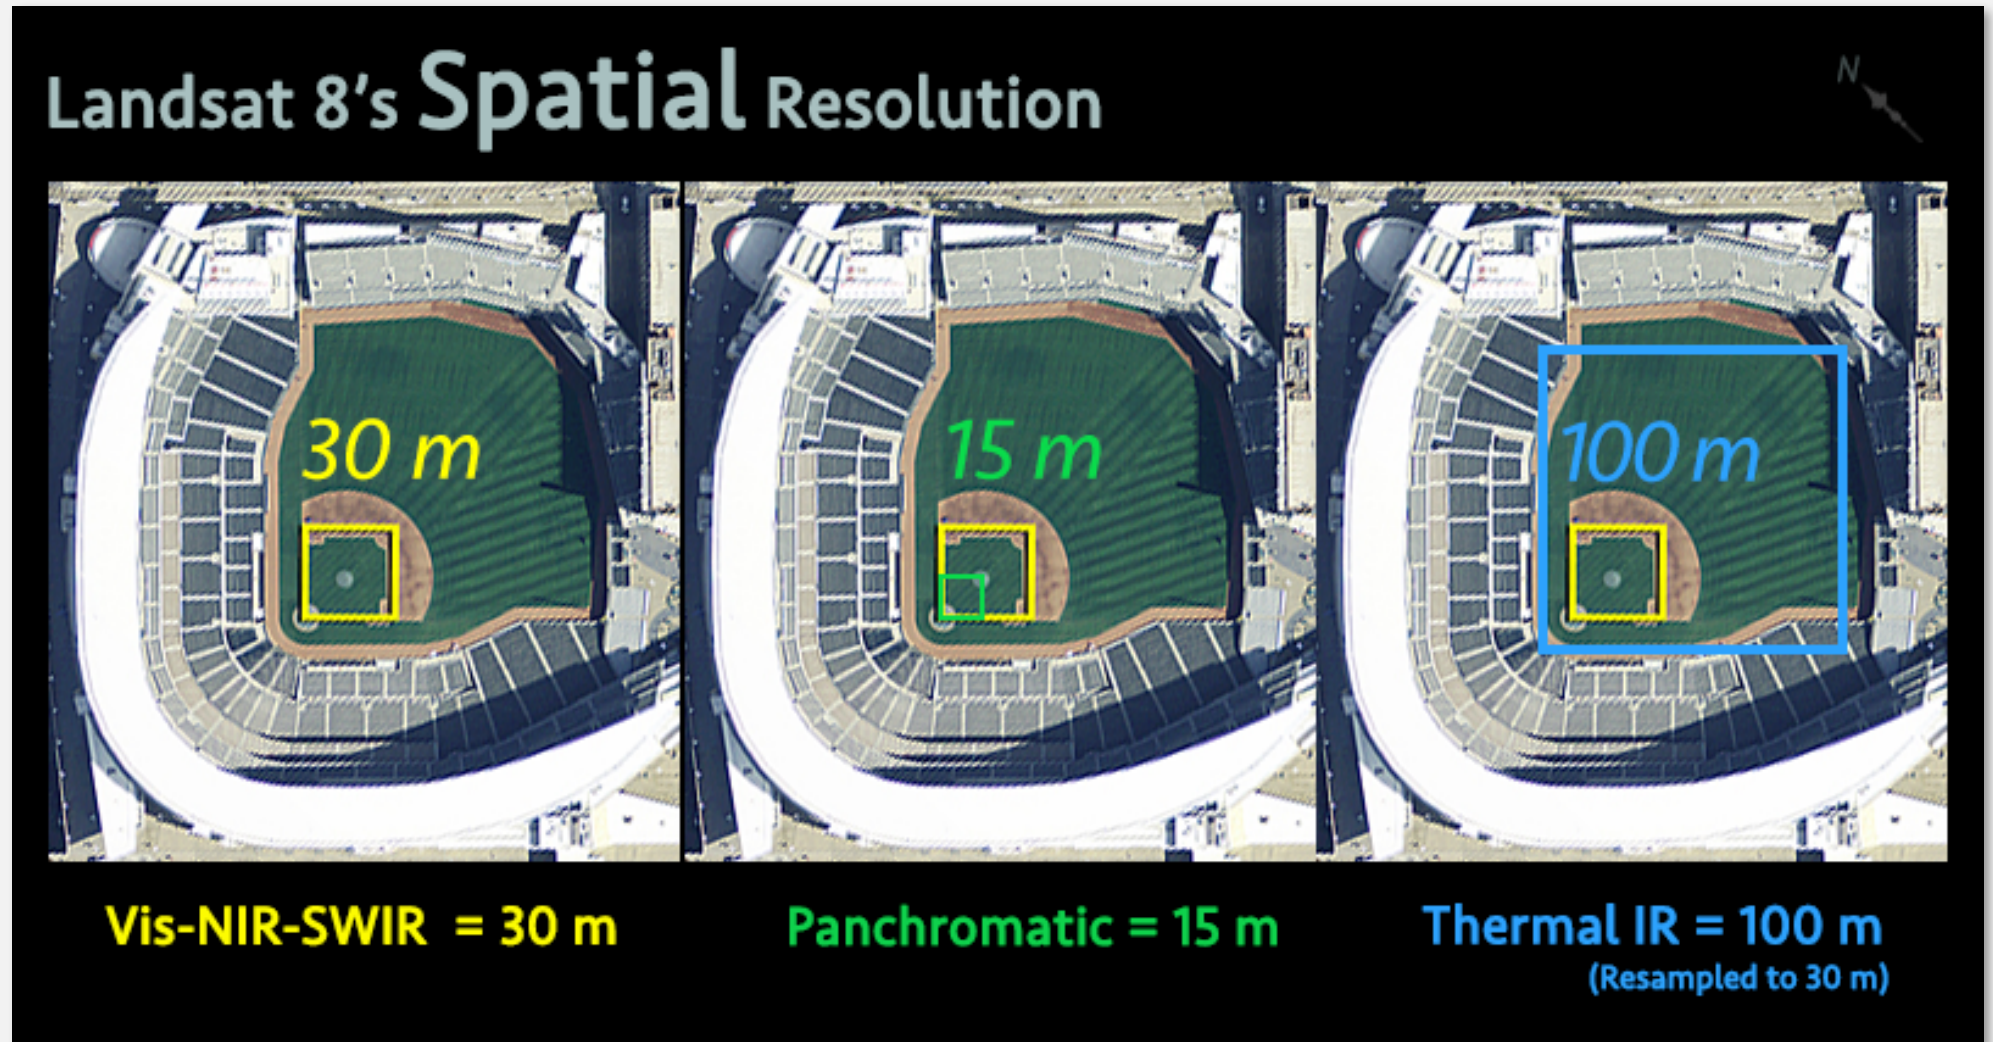 Landsat 8's Spatial Resolution
N
30 m
15 m
100 m
Vis-NIR-SWIR = 30 m
Panchromatic = 15 m
Thermal IR = 100 m
(Resampled to 30 m)